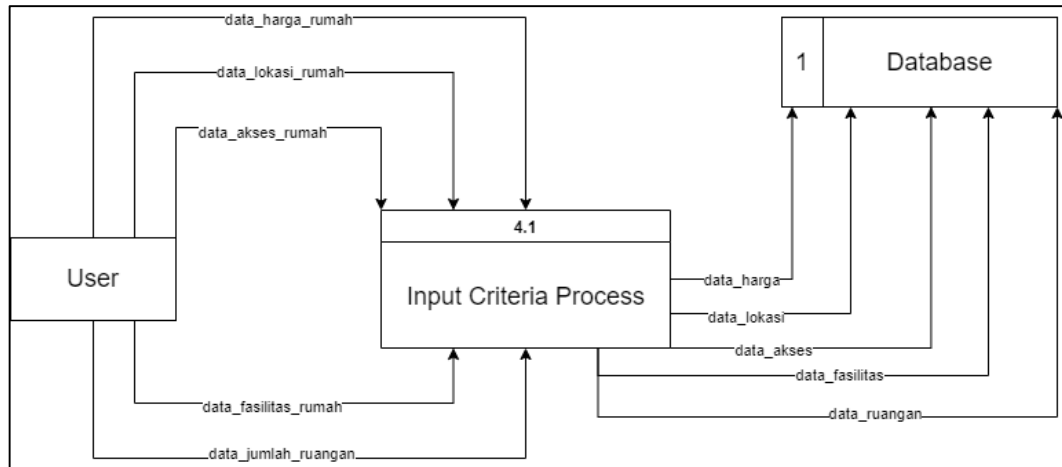 data_harga_rumah
data_lokasi_rumah
data_akses_rumah
1
Database
User
4.1
Input Criteria Process
data_harga
data_lokasi
data_akses
data_fasilitas
data_ruangan
data_fasilitas_rumah
data_jumlah_ruangan